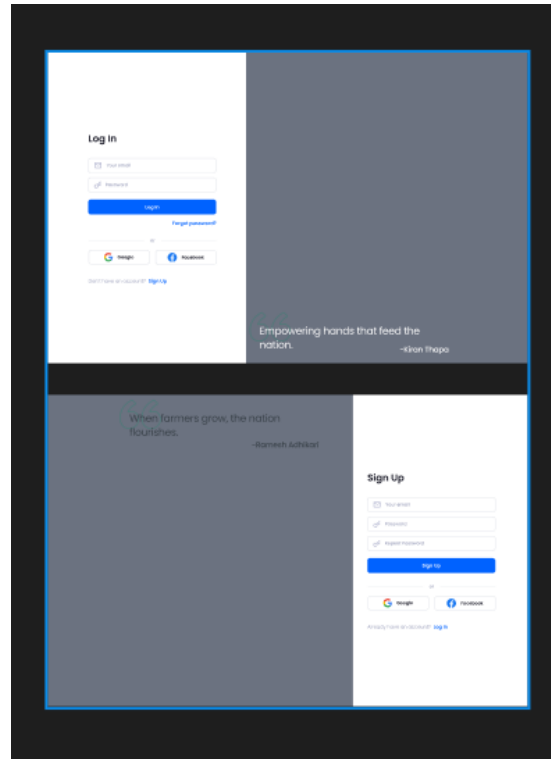 Log In
Your email
Password
Log In
Forgot password?
or
Google
Facebook
Don't have an account? Sign Up
Empowering hands that feed the
nation.
-Kiran Thapa
When farmers grow, the nation
flourishes.
-Ramesh Adhikari
Sign Up
Your email
Password
Repeat Password
Sign Up
or
Google
Facebook
Already have an account? Log In